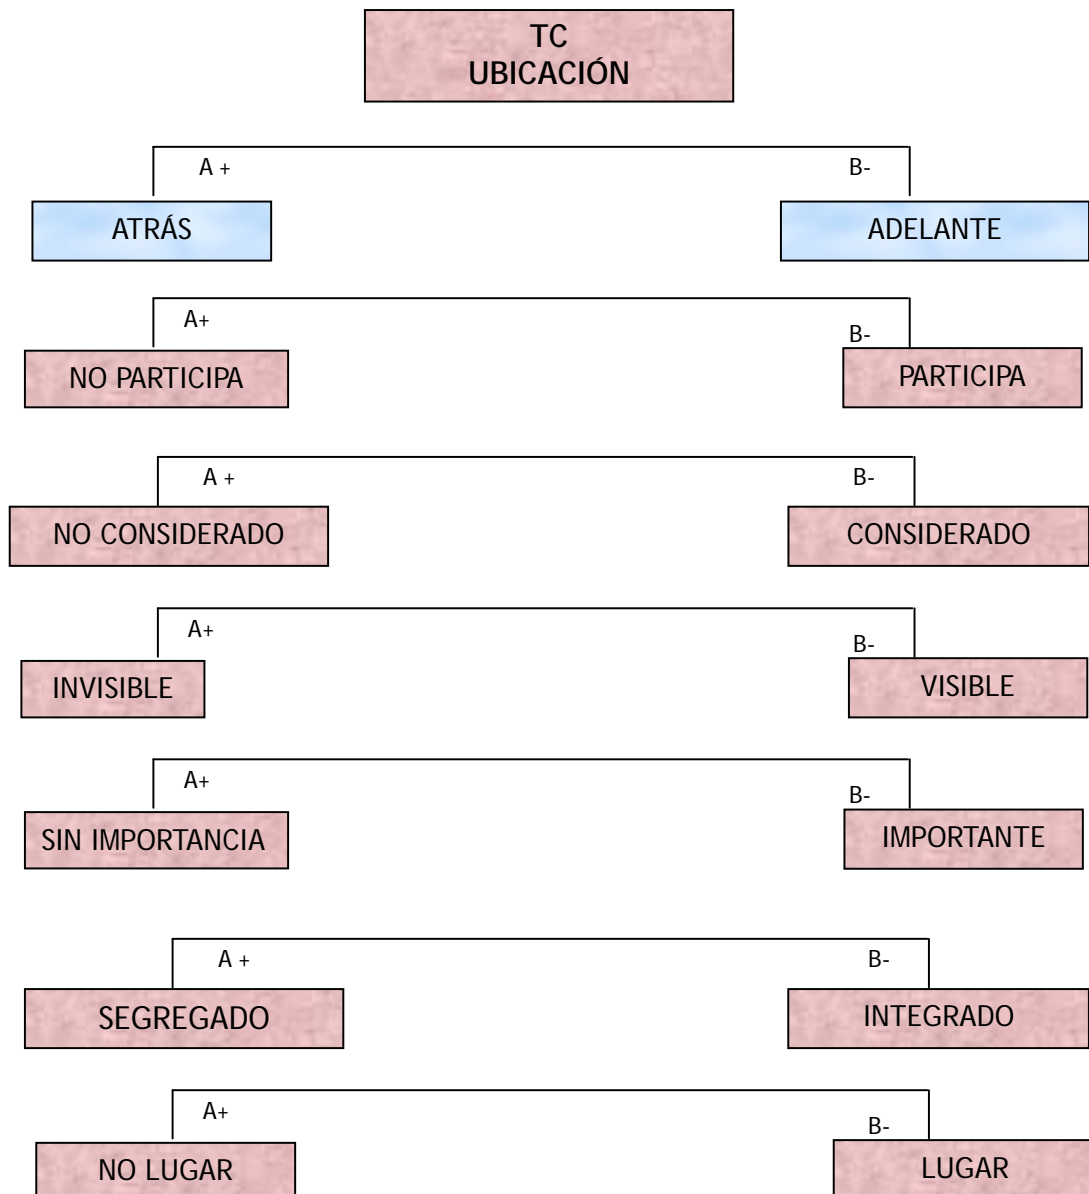 TC
UBICACIÓN
A +
B-
ATRÁS
ADELANTE
A+
B-
NO PARTICIPA
PARTICIPA
A +
B-
NO CONSIDERADO
CONSIDERADO
A+
B-
INVISIBLE
VISIBLE
A+
B-
SIN IMPORTANCIA
IMPORTANTE
A +
B-
SEGREGADO
INTEGRADO
A+
B-
NO LUGAR
LUGAR